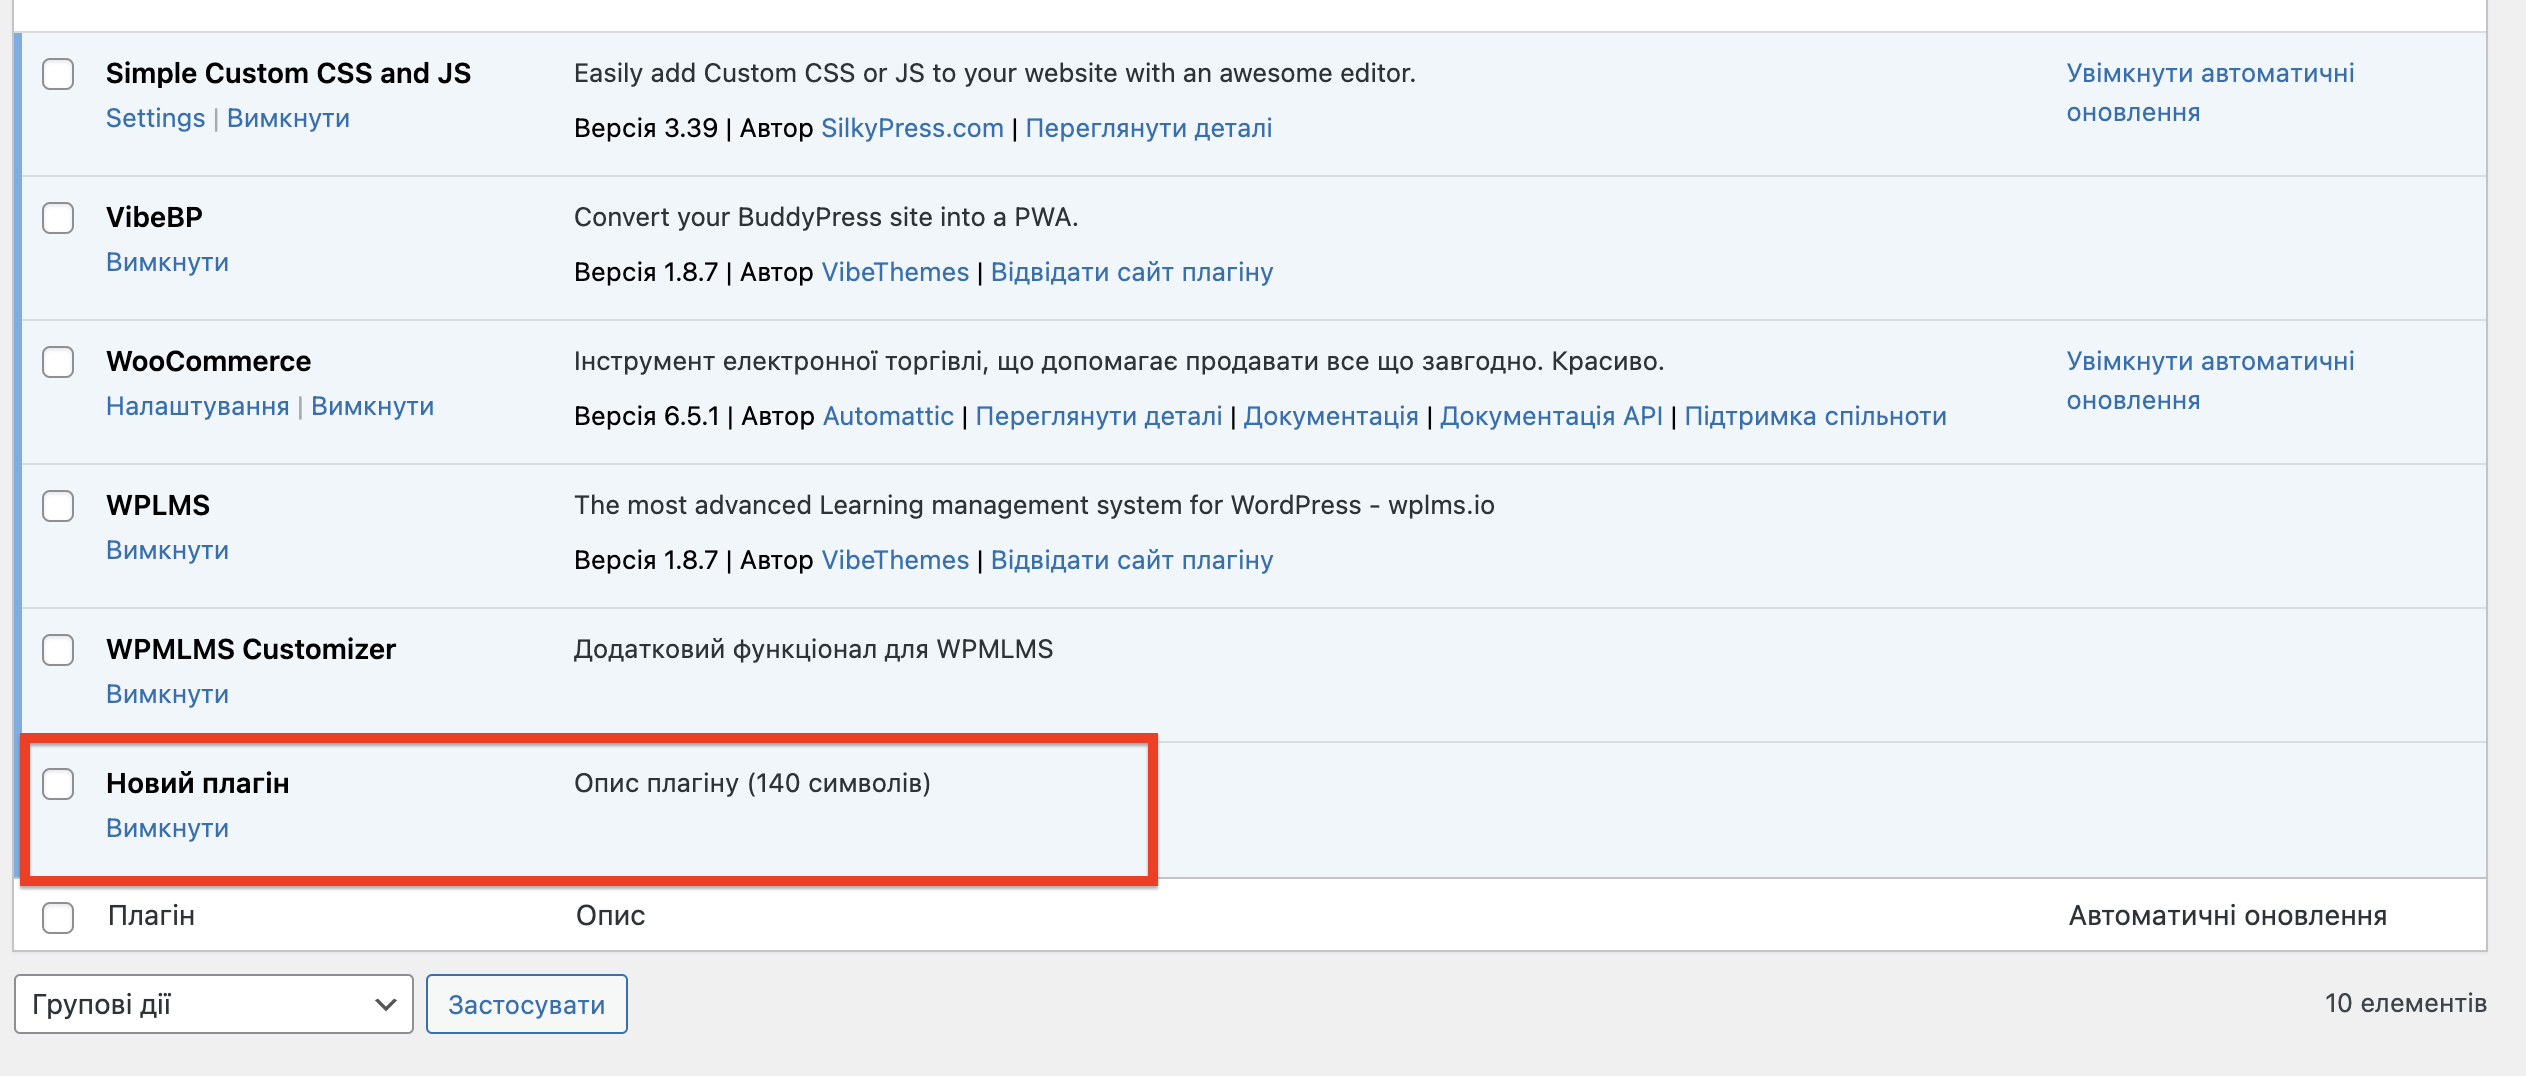 Simple Custom CSS and JS
Settings | Вимкнути
Easily add Custom CSS or JS to your website with an awesome editor.
Версія 3.39 | Автор SilkyPress.com | Переглянути деталі
Увімкнути автоматичні
оновлення
VibeBP
Вимкнути
Convert your BuddyPress site into a PWA.
Версія 1.8.7 | Автор VibeThemes | Відвідати сайт плагіну
WooCommerce
Налаштування | Вимкнути
Інструмент електронної торгівлі, що допомагає продавати все що завгодно. Красиво.
Версія 6.5.1 | Автор Automattic | Переглянути деталі | Документація | Документація API | Підтримка спільноти
Увімкнути автоматичні
оновлення
WPLMS
Вимкнути
The most advanced Learning management system for WordPress - wplms.io
Версія 1.8.7 | Автор VibeThemes | Відвідати сайт плагіну
WPMLMS Customizer
Вимкнути
Додатковий функціонал для WPMLMS
Новий плагін
Вимкнути
Опис плагіну (140 символів)
Плагін
Опис
Автоматичні оновлення
Групові дії
Застосувати
10 елементів